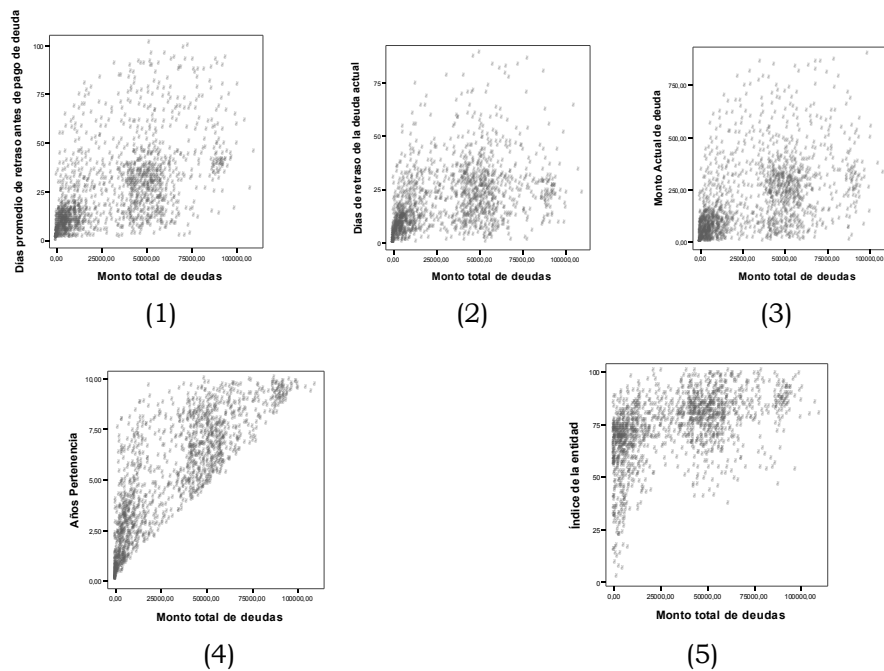 Días promedio de retraso antes de pago de deuda
100
75
50
25
0
0,00 25000,00 50000,00 75000,00 100000,00
Monto total de deudas
(1)
Días de retraso de la deuda actual
75
50
25
0
0,00 25000,00 50000,00 75000,00 100000,00
Monto total de deudas
(2)
Monto Actual de deuda
750,00
500,00
250,00
0,00
0,00 25000,00 50000,00 75000,00 100000,00
Monto total de deudas
(3)
Años Pertenencia
10,00
7,50
5,00
2,50
0,00
0,00 25000,00 50000,00 75000,00 100000,00
Monto total de deudas
(4)
Índice de la entidad
100
75
50
25
0
0,00 25000,00 50000,00 75000,00 100000,00
Monto total de deudas
(5)